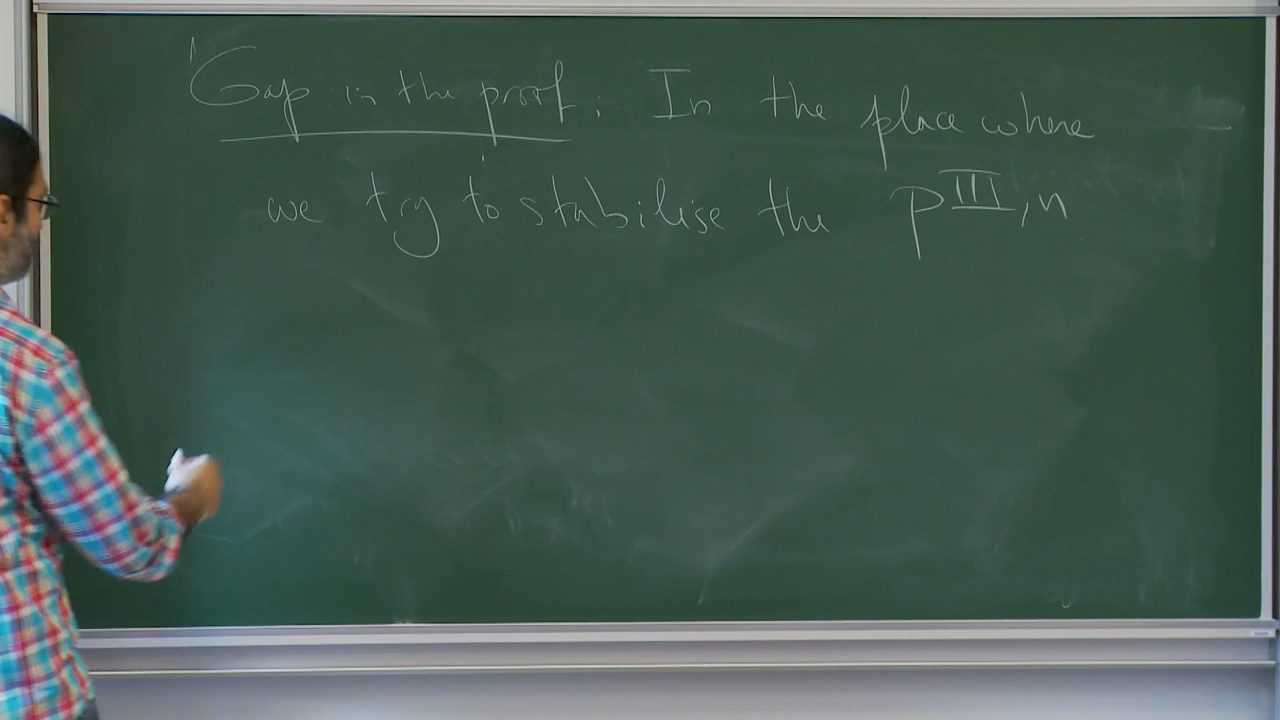 Gap in the proof: In the place where
we try to stabilise the p^III,n